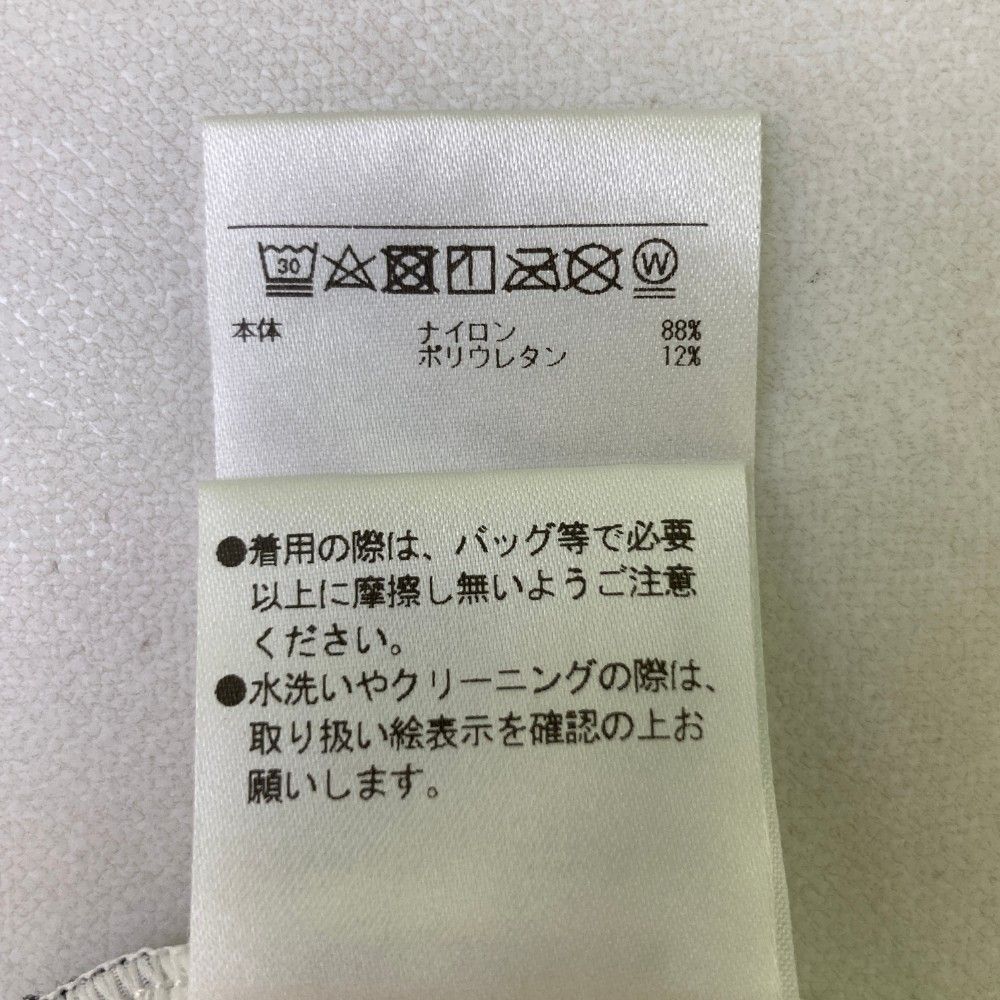 30 W
本体 ナイロン 88%
ポリウレタン 12%
●着用の際は、バッグ等で必要
以上に摩擦し無いようご注意
ください。
●水洗いやクリーニングの際は、
取り扱い絵表示を確認の上お
願いします。